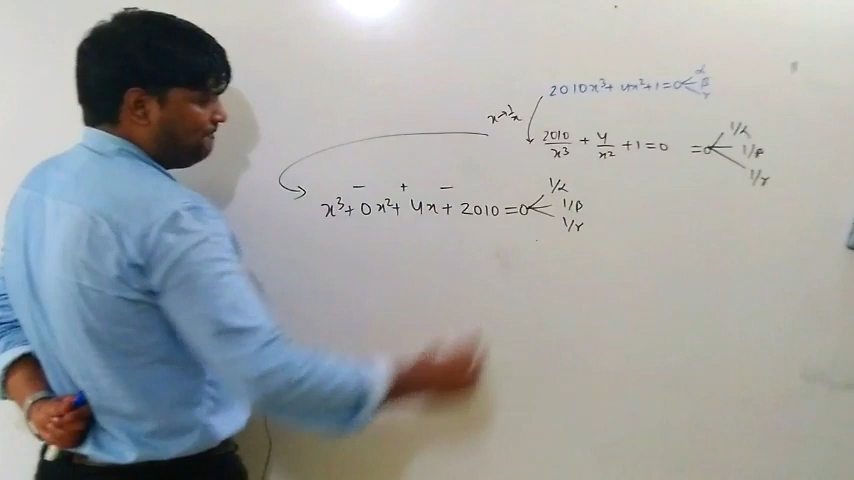 2010x³+4x²+1=0 α
β
γ
x→1/x
2010/x³ + 4/x² + 1 = 0 = 0 1/α
1/β
1/γ
− + −
x³+0x²+4x+2010=0 1/α
1/β
1/γ